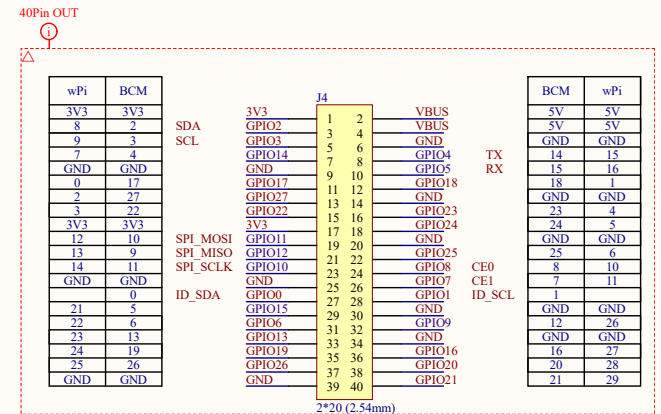 40Pin OUT
i
wPi BCM J4 BCM wPi
3V3 3V3 3V3 1 2 VBUS 5V 5V
8 2 SDA GPIO2 3 4 VBUS 5V 5V
9 3 SCL GPIO3 5 6 GND GND GND
7 4 GPIO14 7 8 GPIO4 TX 14 15
GND GND GND 9 10 GPIO5 RX 15 16
0 17 GPIO17 11 12 GPIO18 18 1
2 27 GPIO27 13 14 GND GND GND
3 22 GPIO22 15 16 GPIO23 23 4
3V3 3V3 3V3 17 18 GPIO24 24 5
12 10 SPI_MOSI GPIO11 19 20 GND GND GND
13 9 SPI_MISO GPIO12 21 22 GPIO25 25 6
14 11 SPI_SCLK GPIO10 23 24 GPIO8 CE0 8 10
GND GND GND 25 26 GPIO7 CE1 7 11
0 ID_SDA GPIO0 27 28 GPIO1 ID_SCL 1
21 5 GPIO15 29 30 GND GND GND
22 6 GPIO6 31 32 GPIO9 12 26
23 13 GPIO13 33 34 GND GND GND
24 19 GPIO19 35 36 GPIO16 16 27
25 26 GPIO26 37 38 GPIO20 20 28
GND GND GND 39 40 GPIO21 21 29
2*20 (2.54mm)